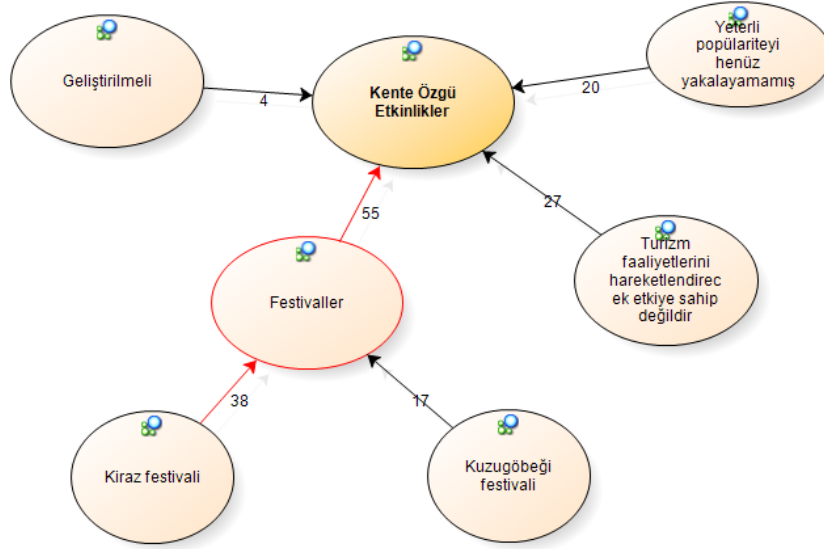 Yeterli
popülariteyi
henüz
yakalayamamış
Geliştirilmeli
Kente Özgü
Etkinlikler
4
20
55
27
Turizm
faaliyetlerini
hareketlendirec
ek etkiye sahip
değildir
Festivaller
38
17
Kiraz festivali
Kuzugöbeği
festivali